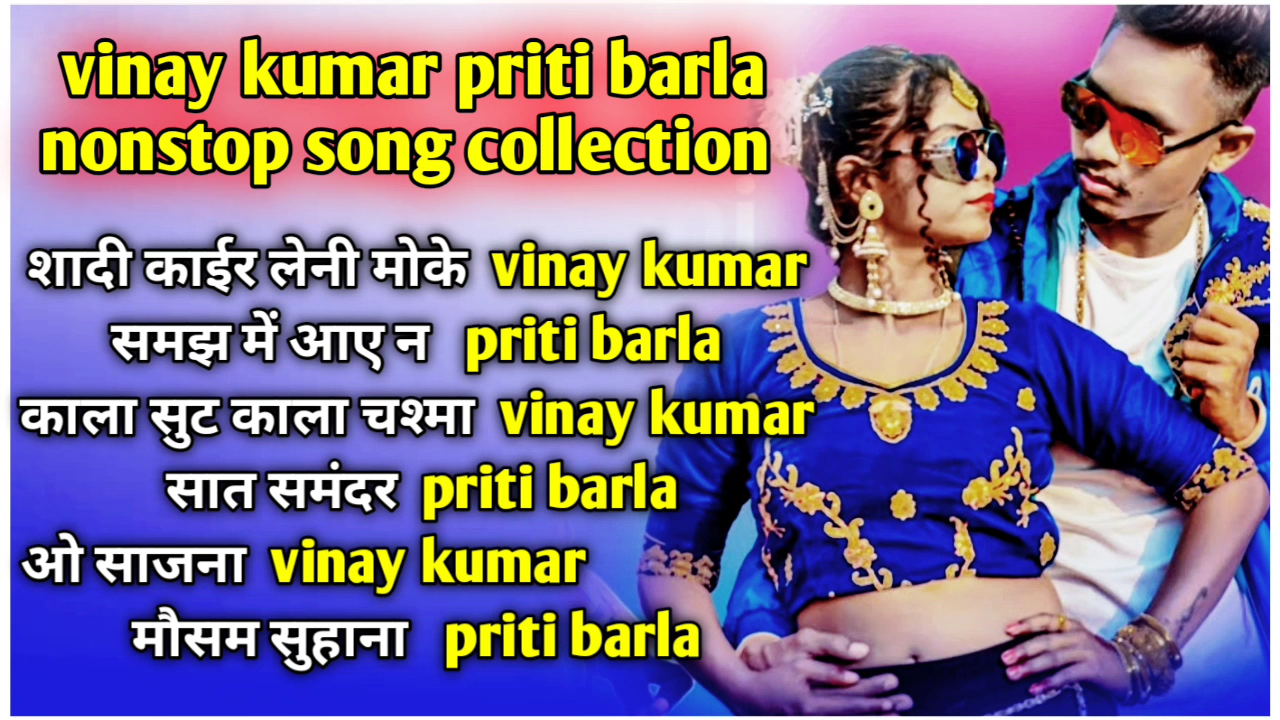 vinay kumar priti barla
nonstop song collection
शादी काईर लेनी मोके vinay kumar
समझ में आए न priti barla
काला सुट काला चश्मा vinay kumar
सात समंदर priti barla
ओ साजना vinay kumar
मौसम सुहाना priti barla